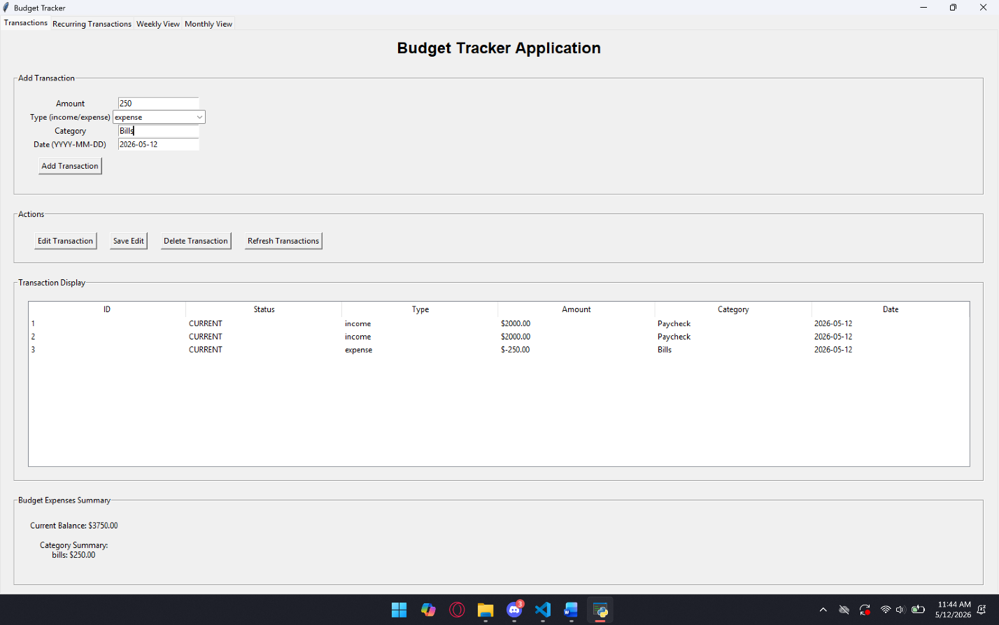 Budget Tracker
Transactions Recurring Transactions Weekly View Monthly View
Budget Tracker Application
Add Transaction
Amount 250
Type (income/expense) expense
Category Bills
Date (YYYY-MM-DD) 2026-05-12
Add Transaction
Actions
Edit Transaction Save Edit Delete Transaction Refresh Transactions
Transaction Display
ID Status Type Amount Category Date
1 CURRENT income $2000.00 Paycheck 2026-05-12
2 CURRENT income $2000.00 Paycheck 2026-05-12
3 CURRENT expense $-250.00 Bills 2026-05-12
Budget Expenses Summary
Current Balance: $3750.00
Category Summary:
bills: $250.00
3
W
11:44 AM
5/12/2026